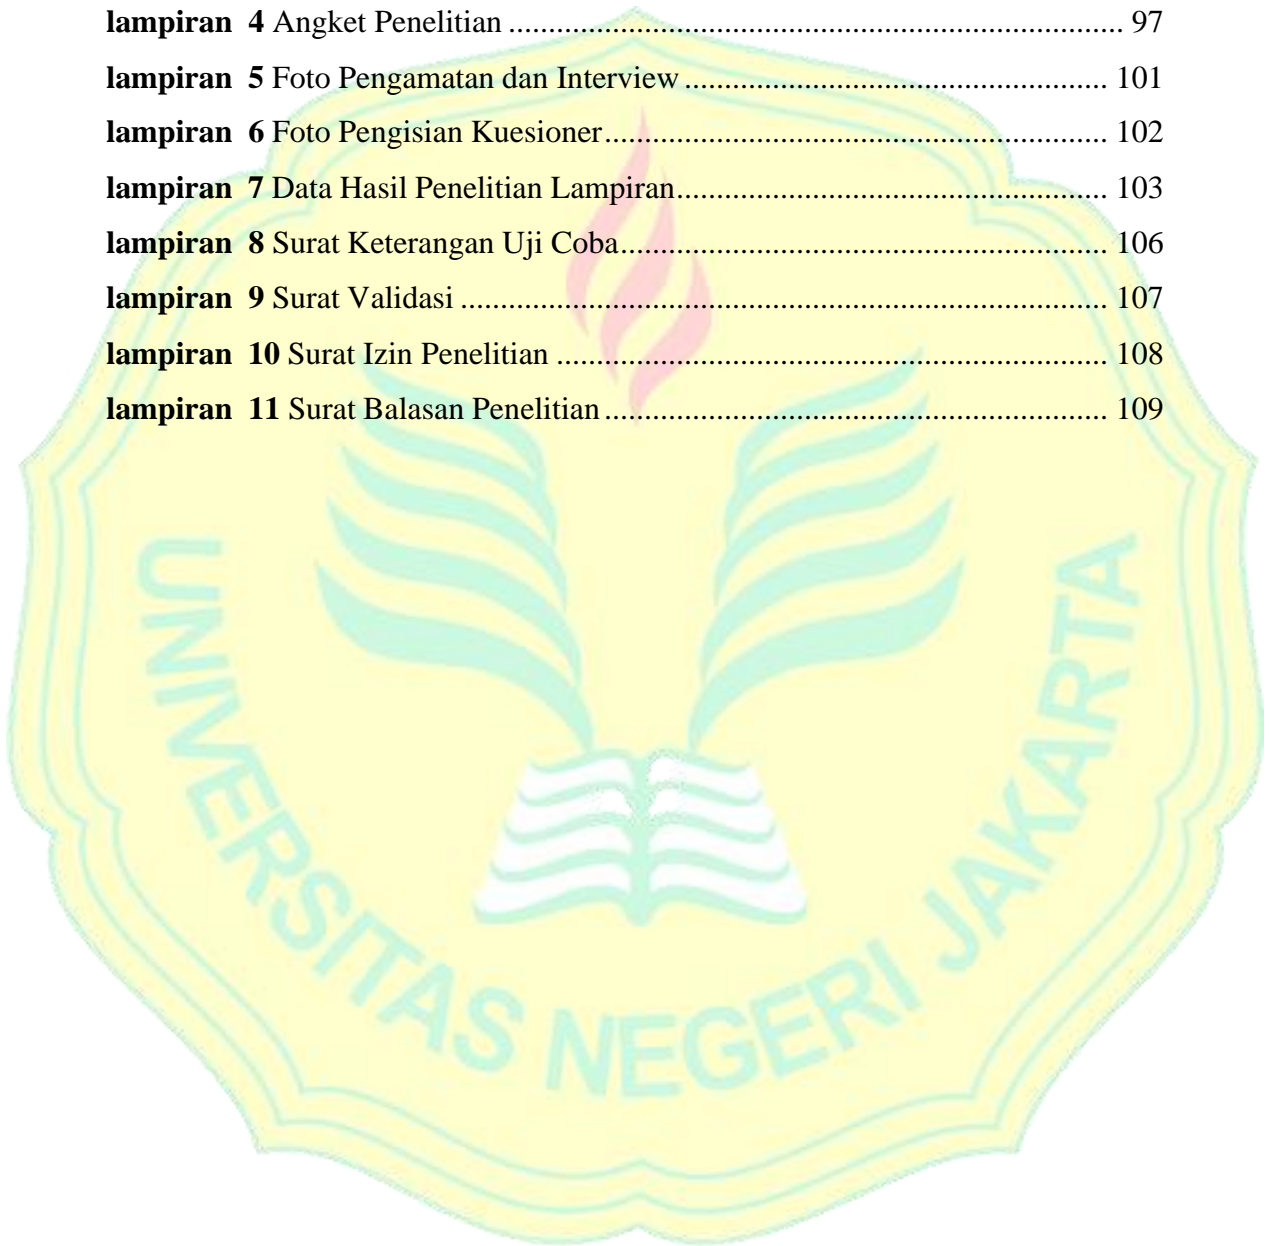 lampiran 4 Angket Penelitian ............................................................................. 97
lampiran 5 Foto Pengamatan dan Interview ..................................................... 101
lampiran 6 Foto Pengisian Kuesioner............................................................... 102
lampiran 7 Data Hasil Penelitian Lampiran...................................................... 103
lampiran 8 Surat Keterangan Uji Coba............................................................. 106
lampiran 9 Surat Validasi ................................................................................. 107
lampiran 10 Surat Izin Penelitian ..................................................................... 108
lampiran 11 Surat Balasan Penelitian ............................................................... 109
UNIVERSITAS NEGERI JAKARTA